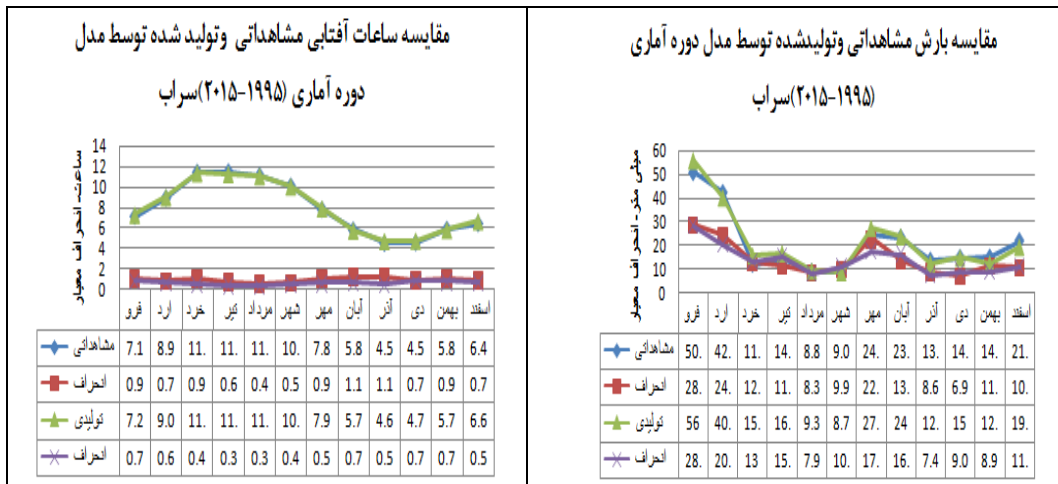 مقایسه بارش مشاهداتی وتولیدشده توسط مدل دوره آماری
(۱۹۹۵-۲۰۱۵)سراب
میلی متر - انحراف معیار
60
50
40
30
20
10
0
فرو ارد خرد تیر مرداد شهر مهر آبان آذر دی بهمن اسفند
مشاهداتی 50. 42. 11. 14. 8.8 9.0 24. 23. 13. 14. 14. 21.
انحراف 28. 24. 12. 11. 8.3 9.9 22. 13. 8.6 6.9 11. 10.
تولیدی 56 40. 15. 16. 9.3 8.7 27. 24 12. 15 12. 19.
انحراف 28. 20. 13 15. 7.9 10. 17. 16. 7.4 9.0 8.9 11.
مقایسه ساعات آفتابی مشاهداتی وتولید شده توسط مدل
دوره آماری (۱۹۹۵-۲۰۱۵)سراب
ساعات- انحراف معیار
14
12
10
8
6
4
2
0
فرو ارد خرد تیر مرداد شهر مهر آبان آذر دی بهمن اسفند
مشاهداتی 7.1 8.9 11. 11. 11. 10. 7.8 5.8 4.5 4.5 5.8 6.4
انحراف 0.9 0.7 0.9 0.6 0.4 0.5 0.9 1.1 1.1 0.7 0.9 0.7
تولیدی 7.2 9.0 11. 11. 11. 10. 7.9 5.7 4.6 4.7 5.7 6.6
انحراف 0.7 0.6 0.4 0.3 0.3 0.4 0.5 0.7 0.5 0.7 0.7 0.5